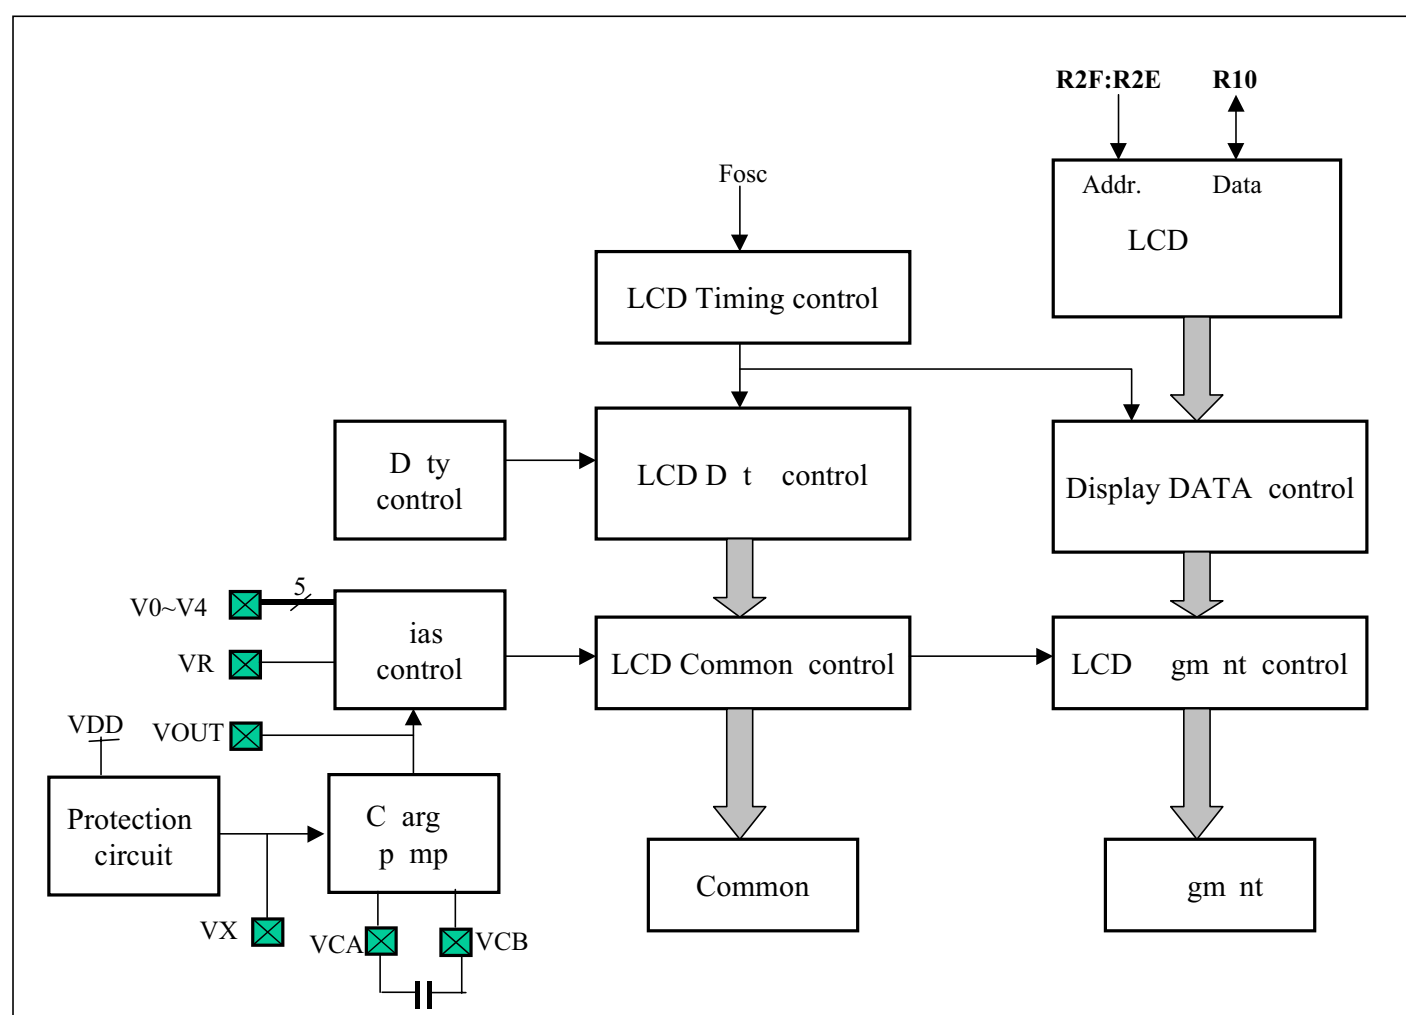 R2F:R2E R10
Fosc
Addr. Data
LCD
LCD Timing control
D ty
control
LCD D t control
Display DATA control
5
V0~V4
ias
control
VR
LCD Common control
LCD gm nt control
VDD
VOUT
Protection
circuit
C arg
p mp
Common
gm nt
VX
VCA
VCB